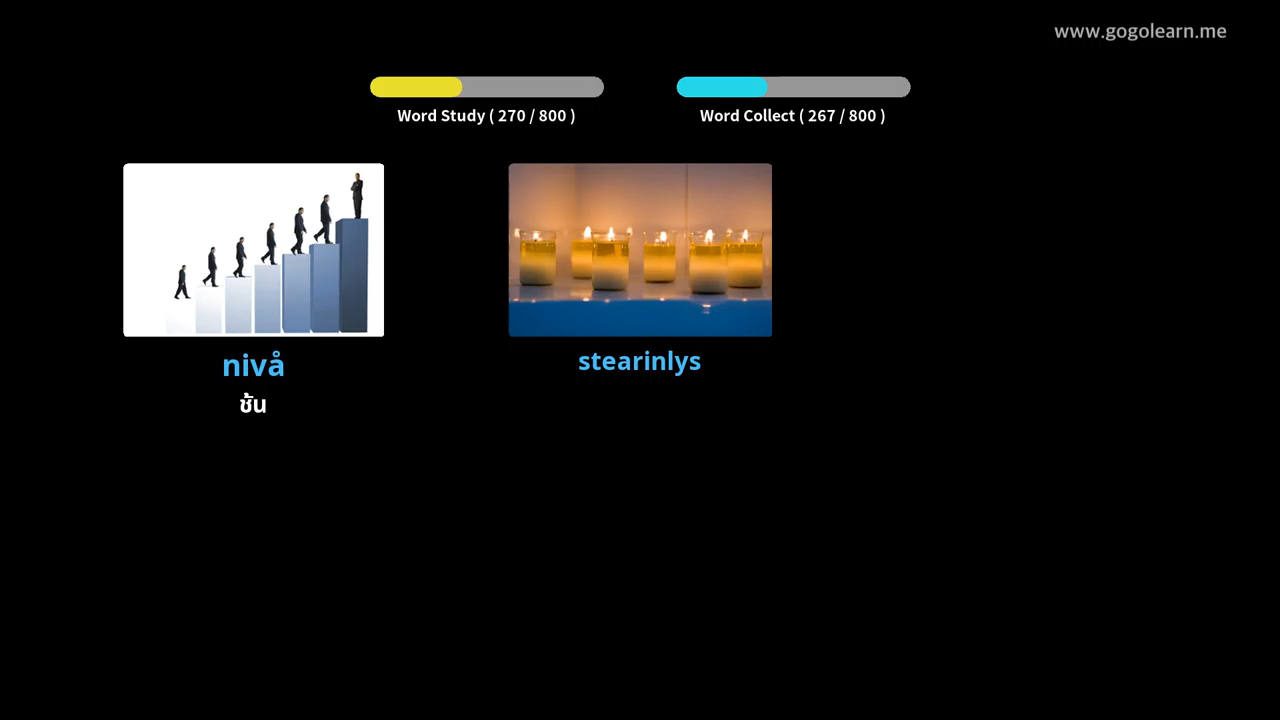 www.gogolearn.me
Word Study ( 270 / 800 )
Word Collect ( 267 / 800 )
nivå
ชั้น
stearinlys